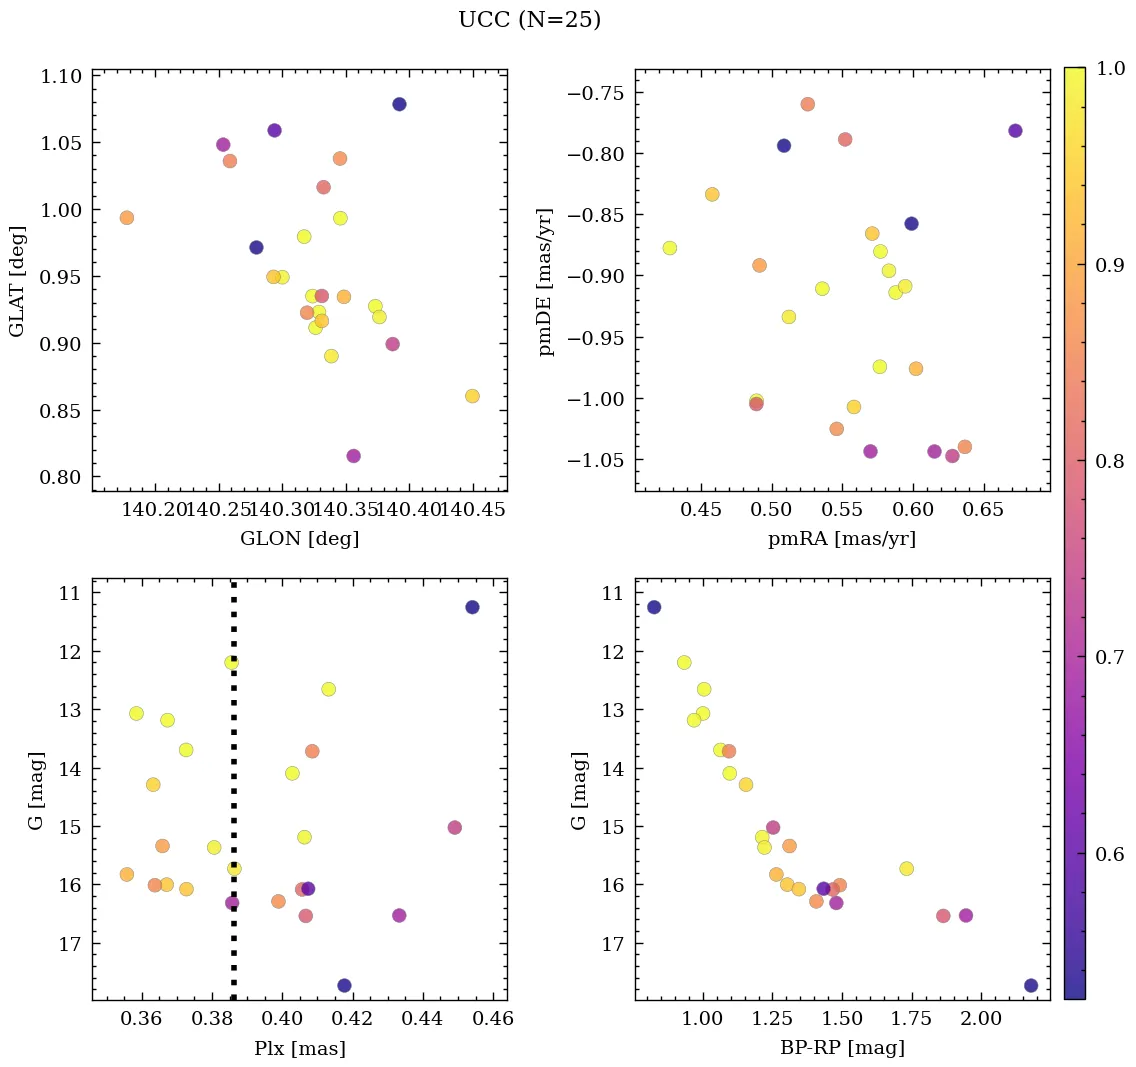 UCC (N=25)
1.10
1.05
1.00
0.95
0.90
0.85
0.80
GLAT [deg]
140.20 140.25 140.30 140.35 140.40 140.45
GLON [deg]
−0.75
−0.80
−0.85
−0.90
−0.95
−1.00
−1.05
pmDE [mas/yr]
0.45 0.50 0.55 0.60 0.65
pmRA [mas/yr]
1.0
0.9
0.8
0.7
0.6
11
12
13
14
15
16
17
G [mag]
0.36 0.38 0.40 0.42 0.44 0.46
Plx [mas]
11
12
13
14
15
16
17
G [mag]
1.00 1.25 1.50 1.75 2.00
BP-RP [mag]